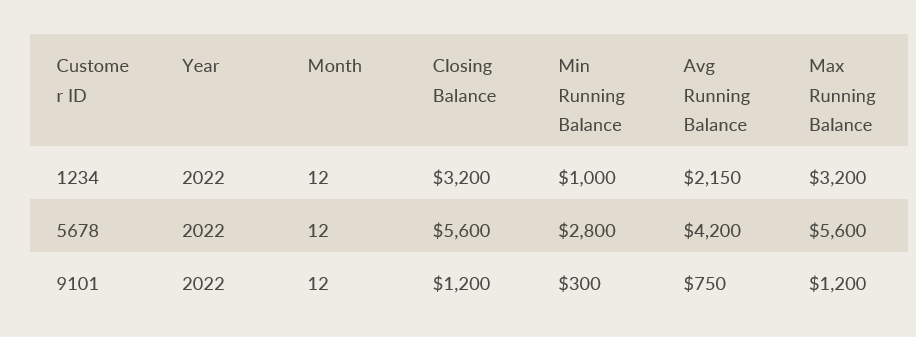 Custome Year Month Closing Min Avg Max
r ID Balance Running Running Running
Balance Balance Balance
1234 2022 12 $3,200 $1,000 $2,150 $3,200
5678 2022 12 $5,600 $2,800 $4,200 $5,600
9101 2022 12 $1,200 $300 $750 $1,200